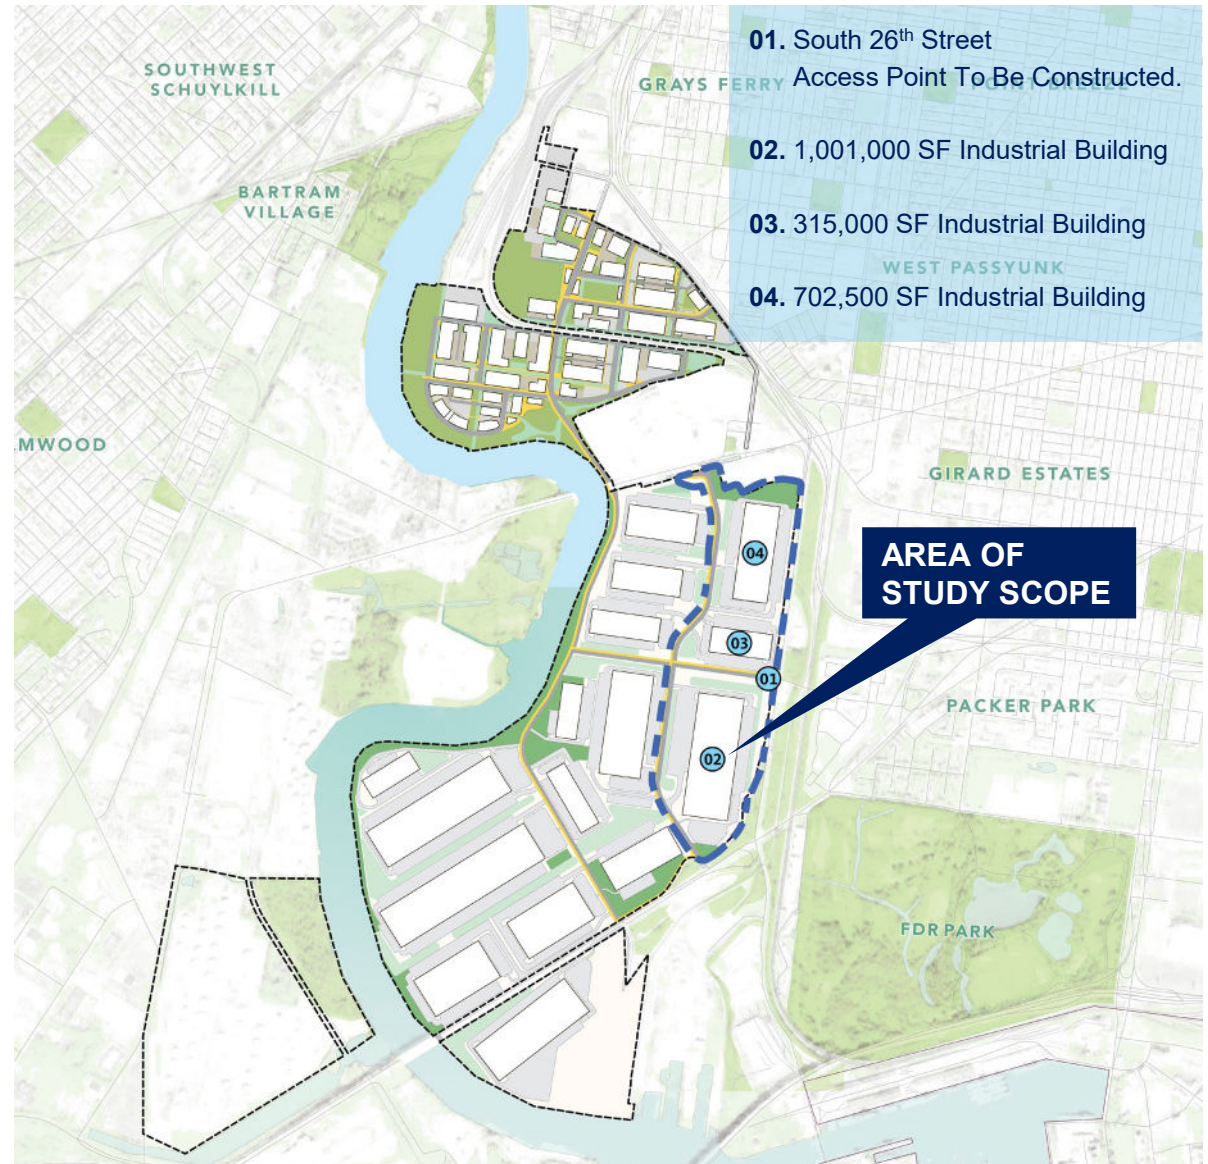 01. South 26th Street
Access Point To Be Constructed.
02. 1,001,000 SF Industrial Building
03. 315,000 SF Industrial Building
04. 702,500 SF Industrial Building
SOUTHWEST
SCHUYLKILL
GRAYS FERRY
POINT BREEZE
BARTRAM
VILLAGE
WEST PASSYUNK
MWOOD
GIRARD ESTATES
AREA OF
STUDY SCOPE
04
03
01
02
PACKER PARK
FDR PARK